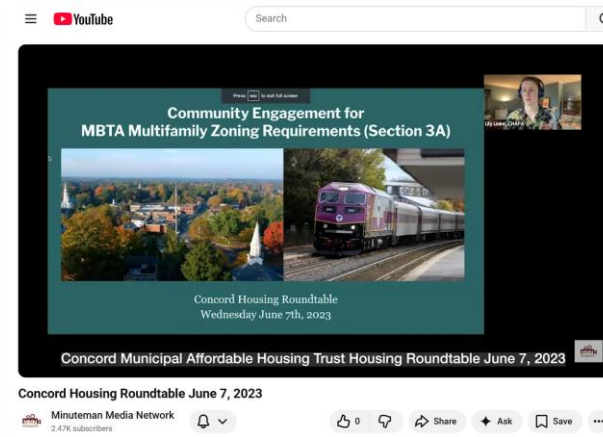 YouTube
Search
Press esc to exit full screen
Community Engagement for
MBTA Multifamily Zoning Requirements (Section 3A)
CHAPA
Concord Housing Roundtable
Wednesday June 7th, 2023
Concord Municipal Affordable Housing Trust Housing Roundtable June 7, 2023
Concord Housing Roundtable June 7, 2023
Minuteman Media Network
2.47K subscribers
0
Share
Ask
Save